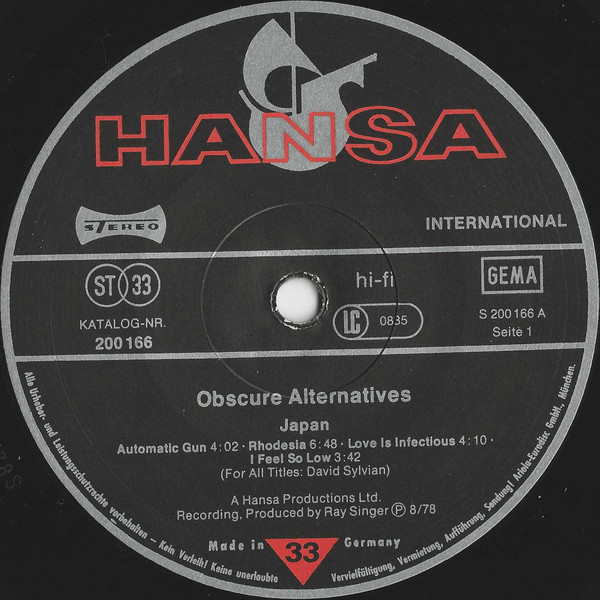 HANSA
STEREO
INTERNATIONAL
ST 33
hi-fi
GEMA
KATALOG-NR.
200 166
LC 0835
S 200 166 A
Seite 1
Obscure Alternatives
Japan
Automatic Gun 4:02 · Rhodesia 6:48 · Love Is Infectious 4:10 ·
I Feel So Low 3:42
(For All Titles: David Sylvian)
A Hansa Productions Ltd.
Recording, Produced by Ray Singer Ⓟ 8/78
Made in 33 Germany
Alle Urheber- und Leistungsschutzrechte vorbehalten – Kein Verleih! Keine unerlaubte Vervielfältigung, Vermietung, Aufführung, Sendung! Ariola-Eurodisc GmbH., München.